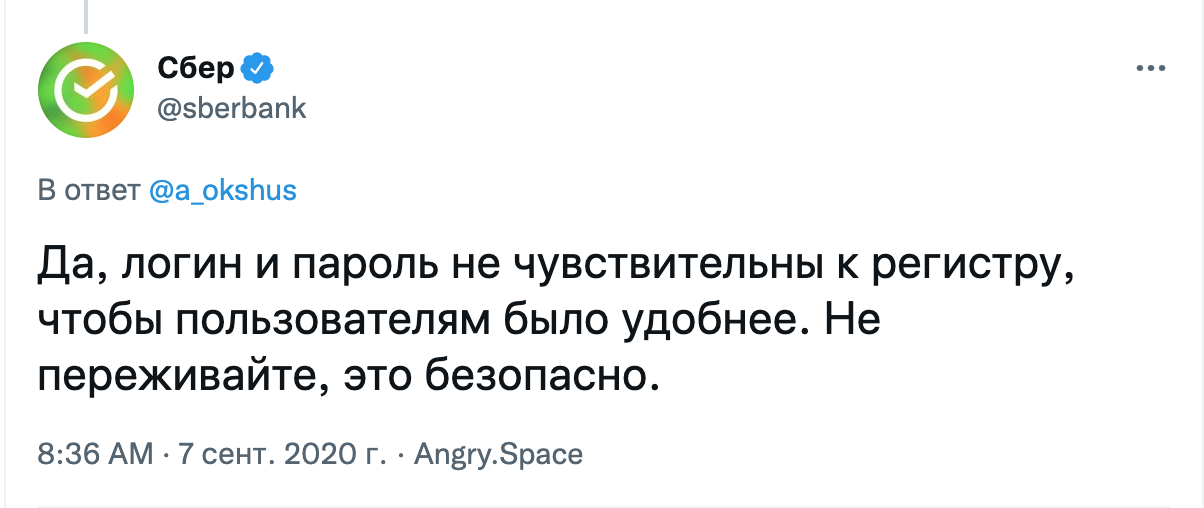 Сбер
@sberbank
В ответ @a_okshus
Да, логин и пароль не чувствительны к регистру,
чтобы пользователям было удобнее. Не
переживайте, это безопасно.
8:36 AM · 7 сент. 2020 г. · Angry.Space